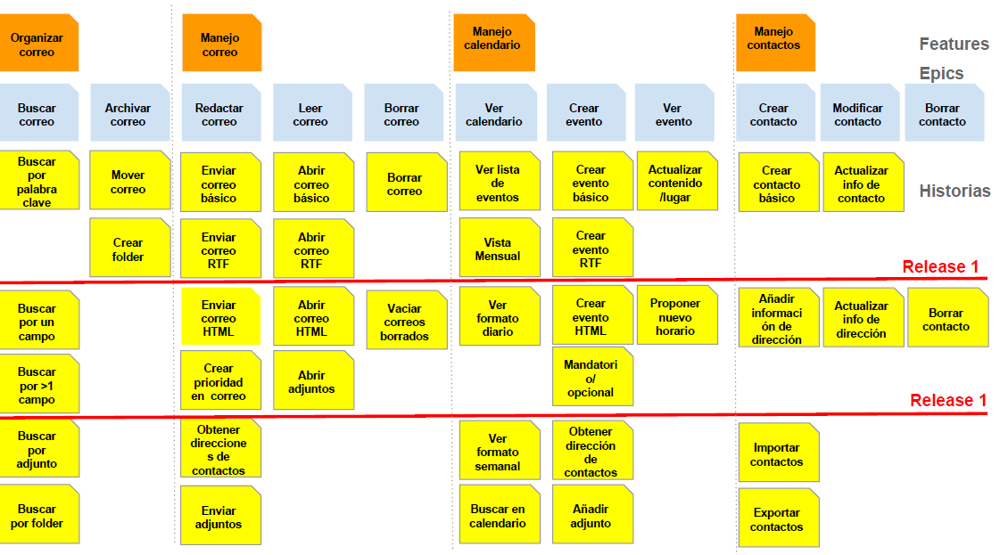 Organizar
correo
Manejo
correo
Manejo
calendario
Manejo
contactos
Features
Epics
Buscar
correo
Archivar
correo
Redactar
correo
Leer
correo
Borrar
correo
Ver
calendario
Crear
evento
Ver
evento
Crear
contacto
Modificar
contacto
Borrar
contacto
Buscar
por
palabra
clave
Mover
correo
Enviar
correo
básico
Abrir
correo
básico
Borrar
correo
Ver lista
de
eventos
Crear
evento
básico
Actualizar
contenido
/lugar
Crear
contacto
básico
Actualizar
info de
contacto
Historias
Crear
folder
Enviar
correo
RTF
Abrir
correo
RTF
Vista
Mensual
Crear
evento
RTF
Release 1
Buscar
por un
campo
Enviar
correo
HTML
Abrir
correo
HTML
Vaciar
correos
borrados
Ver
formato
diario
Crear
evento
HTML
Proponer
nuevo
horario
Añadir
informaci
ón de
dirección
Actualizar
info de
dirección
Borrar
contacto
Buscar
por >1
campo
Crear
prioridad
en correo
Abrir
adjuntos
Mandatori
o/
opcional
Release 1
Buscar
por
adjunto
Obtener
direccione
s de
contactos
Ver
formato
semanal
Obtener
dirección
de
contactos
Importar
contactos
Buscar
por folder
Enviar
adjuntos
Buscar en
calendario
Añadir
adjunto
Exportar
contactos